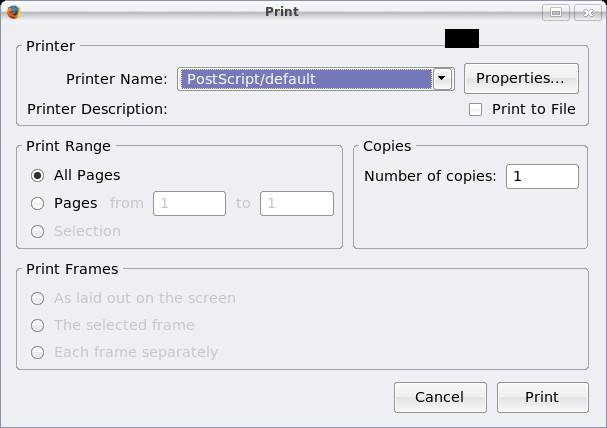 Print
Printer
Printer Name: PostScript/default Properties...
Printer Description: Print to File
Print Range
Copies
All Pages
Number of copies: 1
Pages from 1 to 1
Selection
Print Frames
As laid out on the screen
The selected frame
Each frame separately
Cancel Print